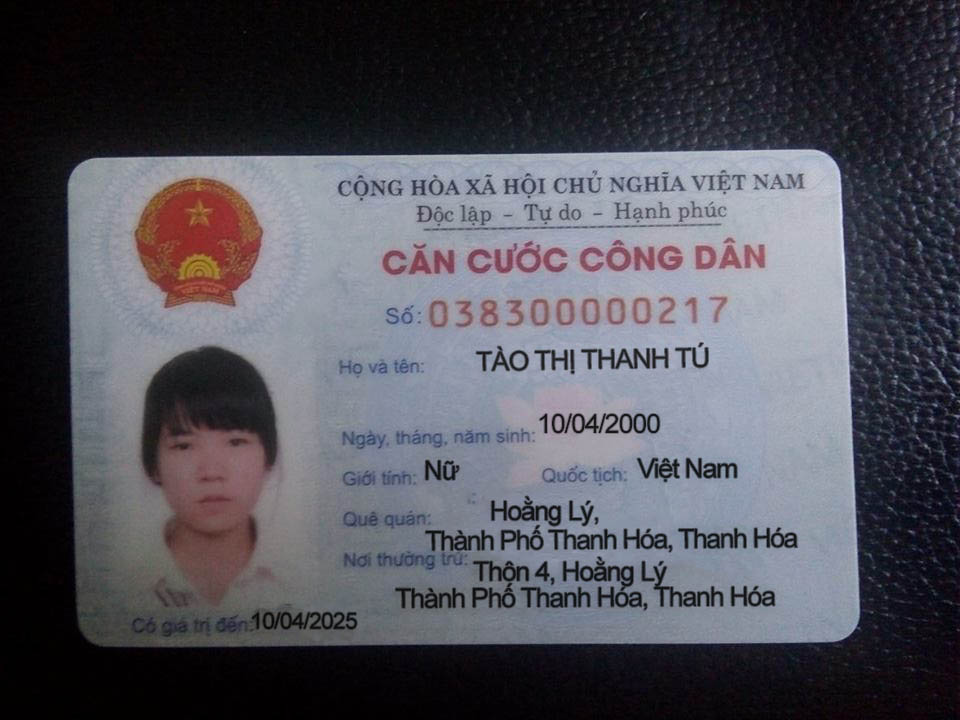 CỘNG HÒA XÃ HỘI CHỦ NGHĨA VIỆT NAM
Độc lập - Tự do - Hạnh phúc
CĂN CƯỚC CÔNG DÂN
Số: 038300000217
Họ và tên: TÀO THỊ THANH TÚ
Ngày, tháng, năm sinh: 10/04/2000
Giới tính: Nữ Quốc tịch: Việt Nam
Quê quán: Hoằng Lý,
Thành Phố Thanh Hóa, Thanh Hóa
Nơi thường trú: Thôn 4, Hoằng Lý
Thành Phố Thanh Hóa, Thanh Hóa
Có giá trị đến: 10/04/2025
VIỆT NAM